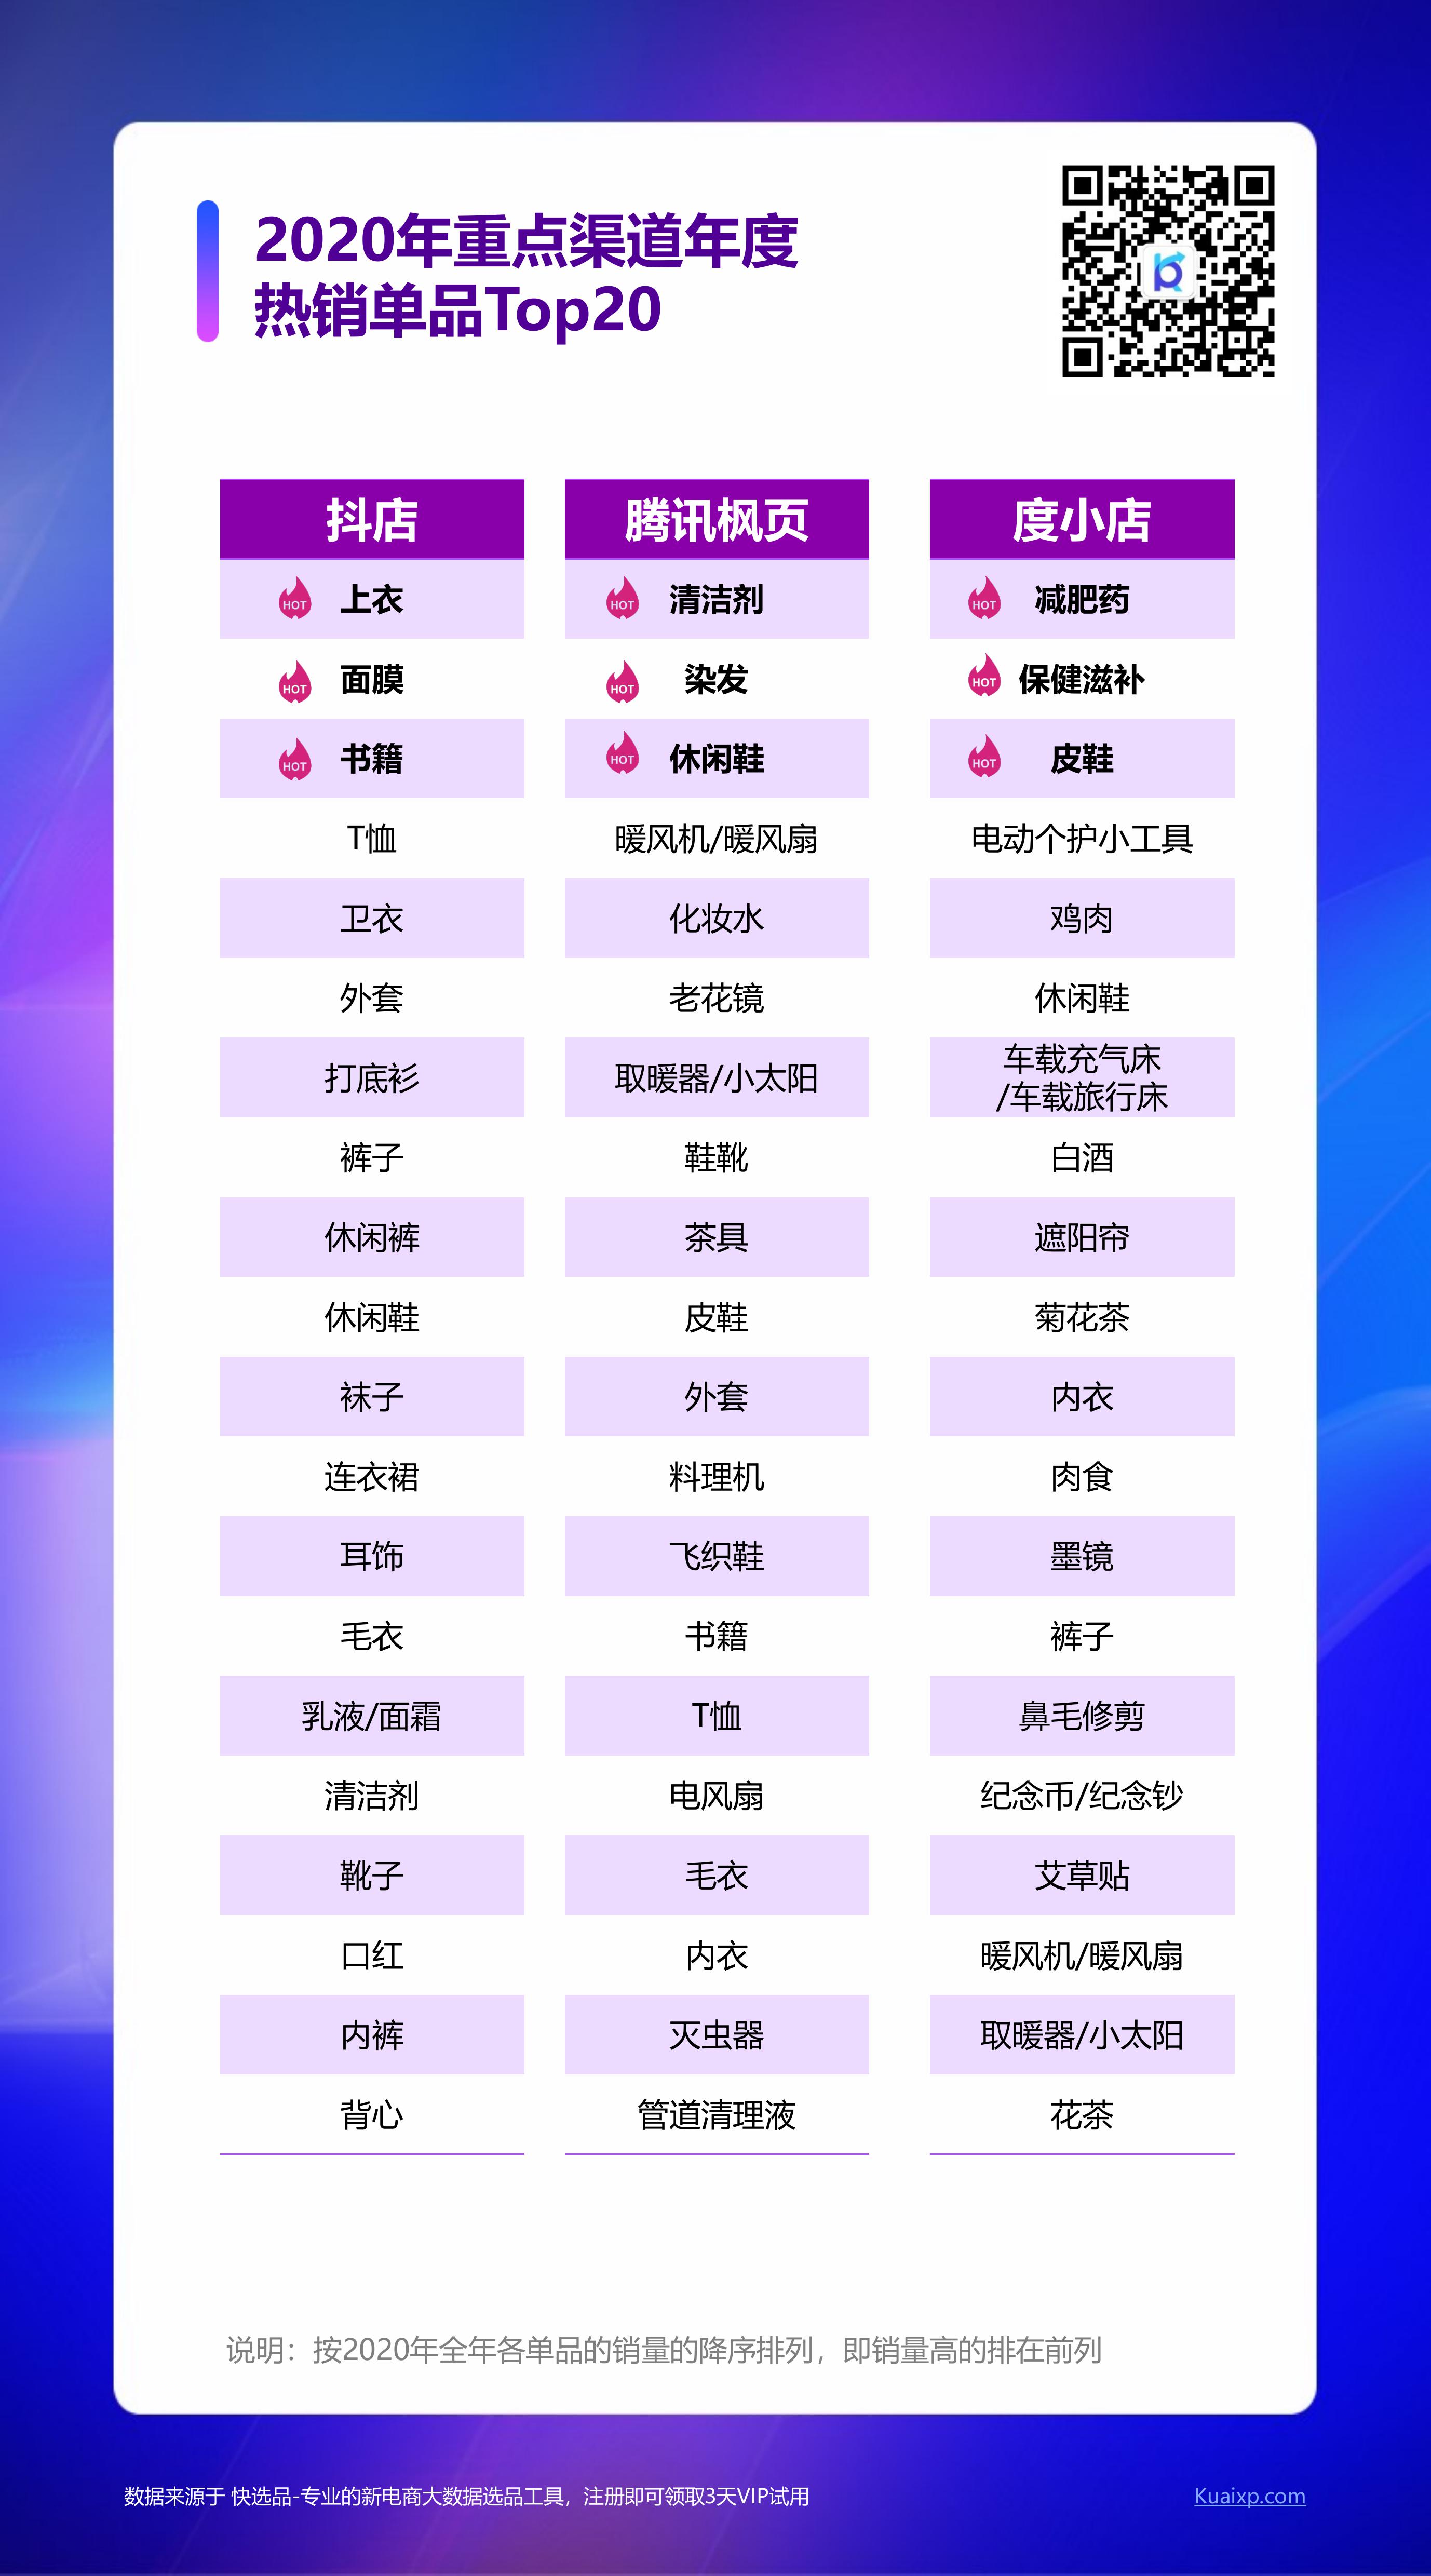 2020年重点渠道年度
热销单品Top20
抖店 腾讯枫页 度小店
HOT 上衣 HOT 清洁剂 HOT 减肥药
HOT 面膜 HOT 染发 HOT 保健滋补
HOT 书籍 HOT 休闲鞋 HOT 皮鞋
T恤 暖风机/暖风扇 电动个护小工具
卫衣 化妆水 鸡肉
外套 老花镜 休闲鞋
打底衫 取暖器/小太阳 车载充气床
/车载旅行床
裤子 鞋靴 白酒
休闲裤 茶具 遮阳帘
休闲鞋 皮鞋 菊花茶
袜子 外套 内衣
连衣裙 料理机 肉食
耳饰 飞织鞋 墨镜
毛衣 书籍 裤子
乳液/面霜 T恤 鼻毛修剪
清洁剂 电风扇 纪念币/纪念钞
靴子 毛衣 艾草贴
口红 内衣 暖风机/暖风扇
内裤 灭虫器 取暖器/小太阳
背心 管道清理液 花茶
说明：按2020年全年各单品的销量的降序排列，即销量高的排在前列
数据来源于 快选品-专业的新电商大数据选品工具，注册即可领取3天VIP试用 Kuaixp.com